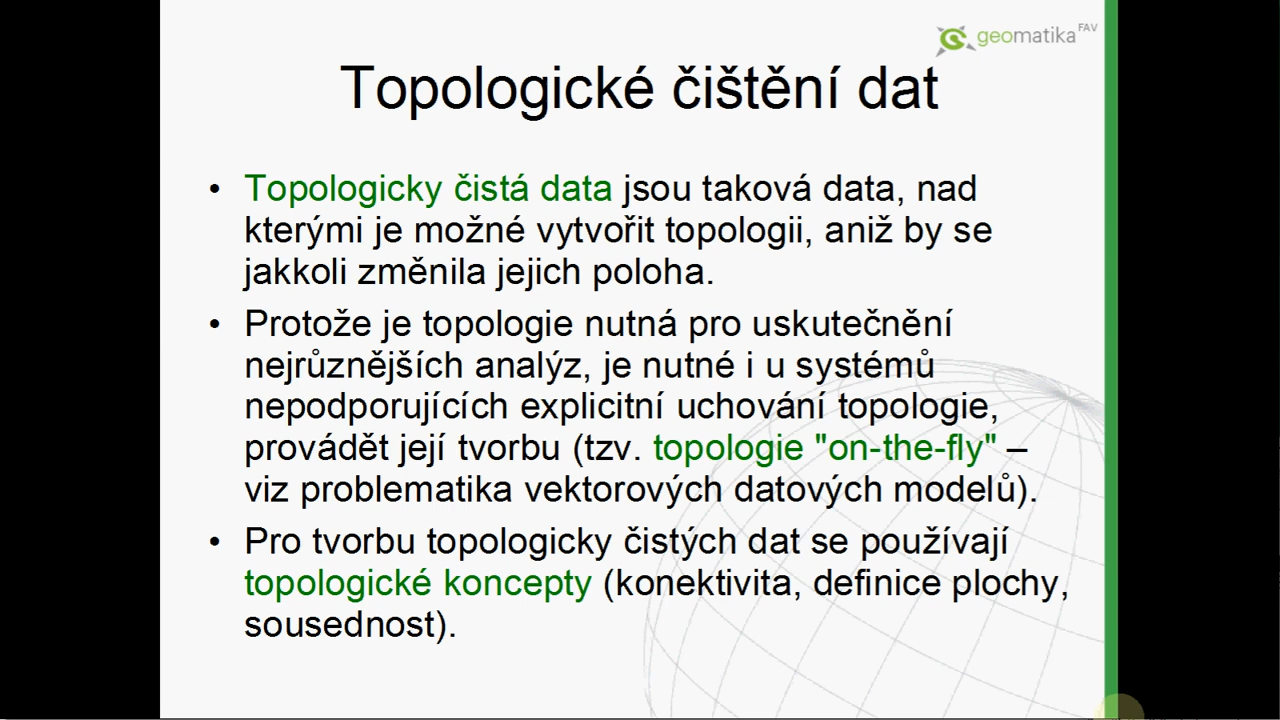 geomatika FAV
Topologické čištění dat
• Topologicky čistá data jsou taková data, nad
kterými je možné vytvořit topologii, aniž by se
jakkoli změnila jejich poloha.
• Protože je topologie nutná pro uskutečnění
nejrůznějších analýz, je nutné i u systémů
nepodporujících explicitní uchování topologie,
provádět její tvorbu (tzv. topologie "on-the-fly" –
viz problematika vektorových datových modelů).
• Pro tvorbu topologicky čistých dat se používají
topologické koncepty (konektivita, definice plochy,
sousednost).